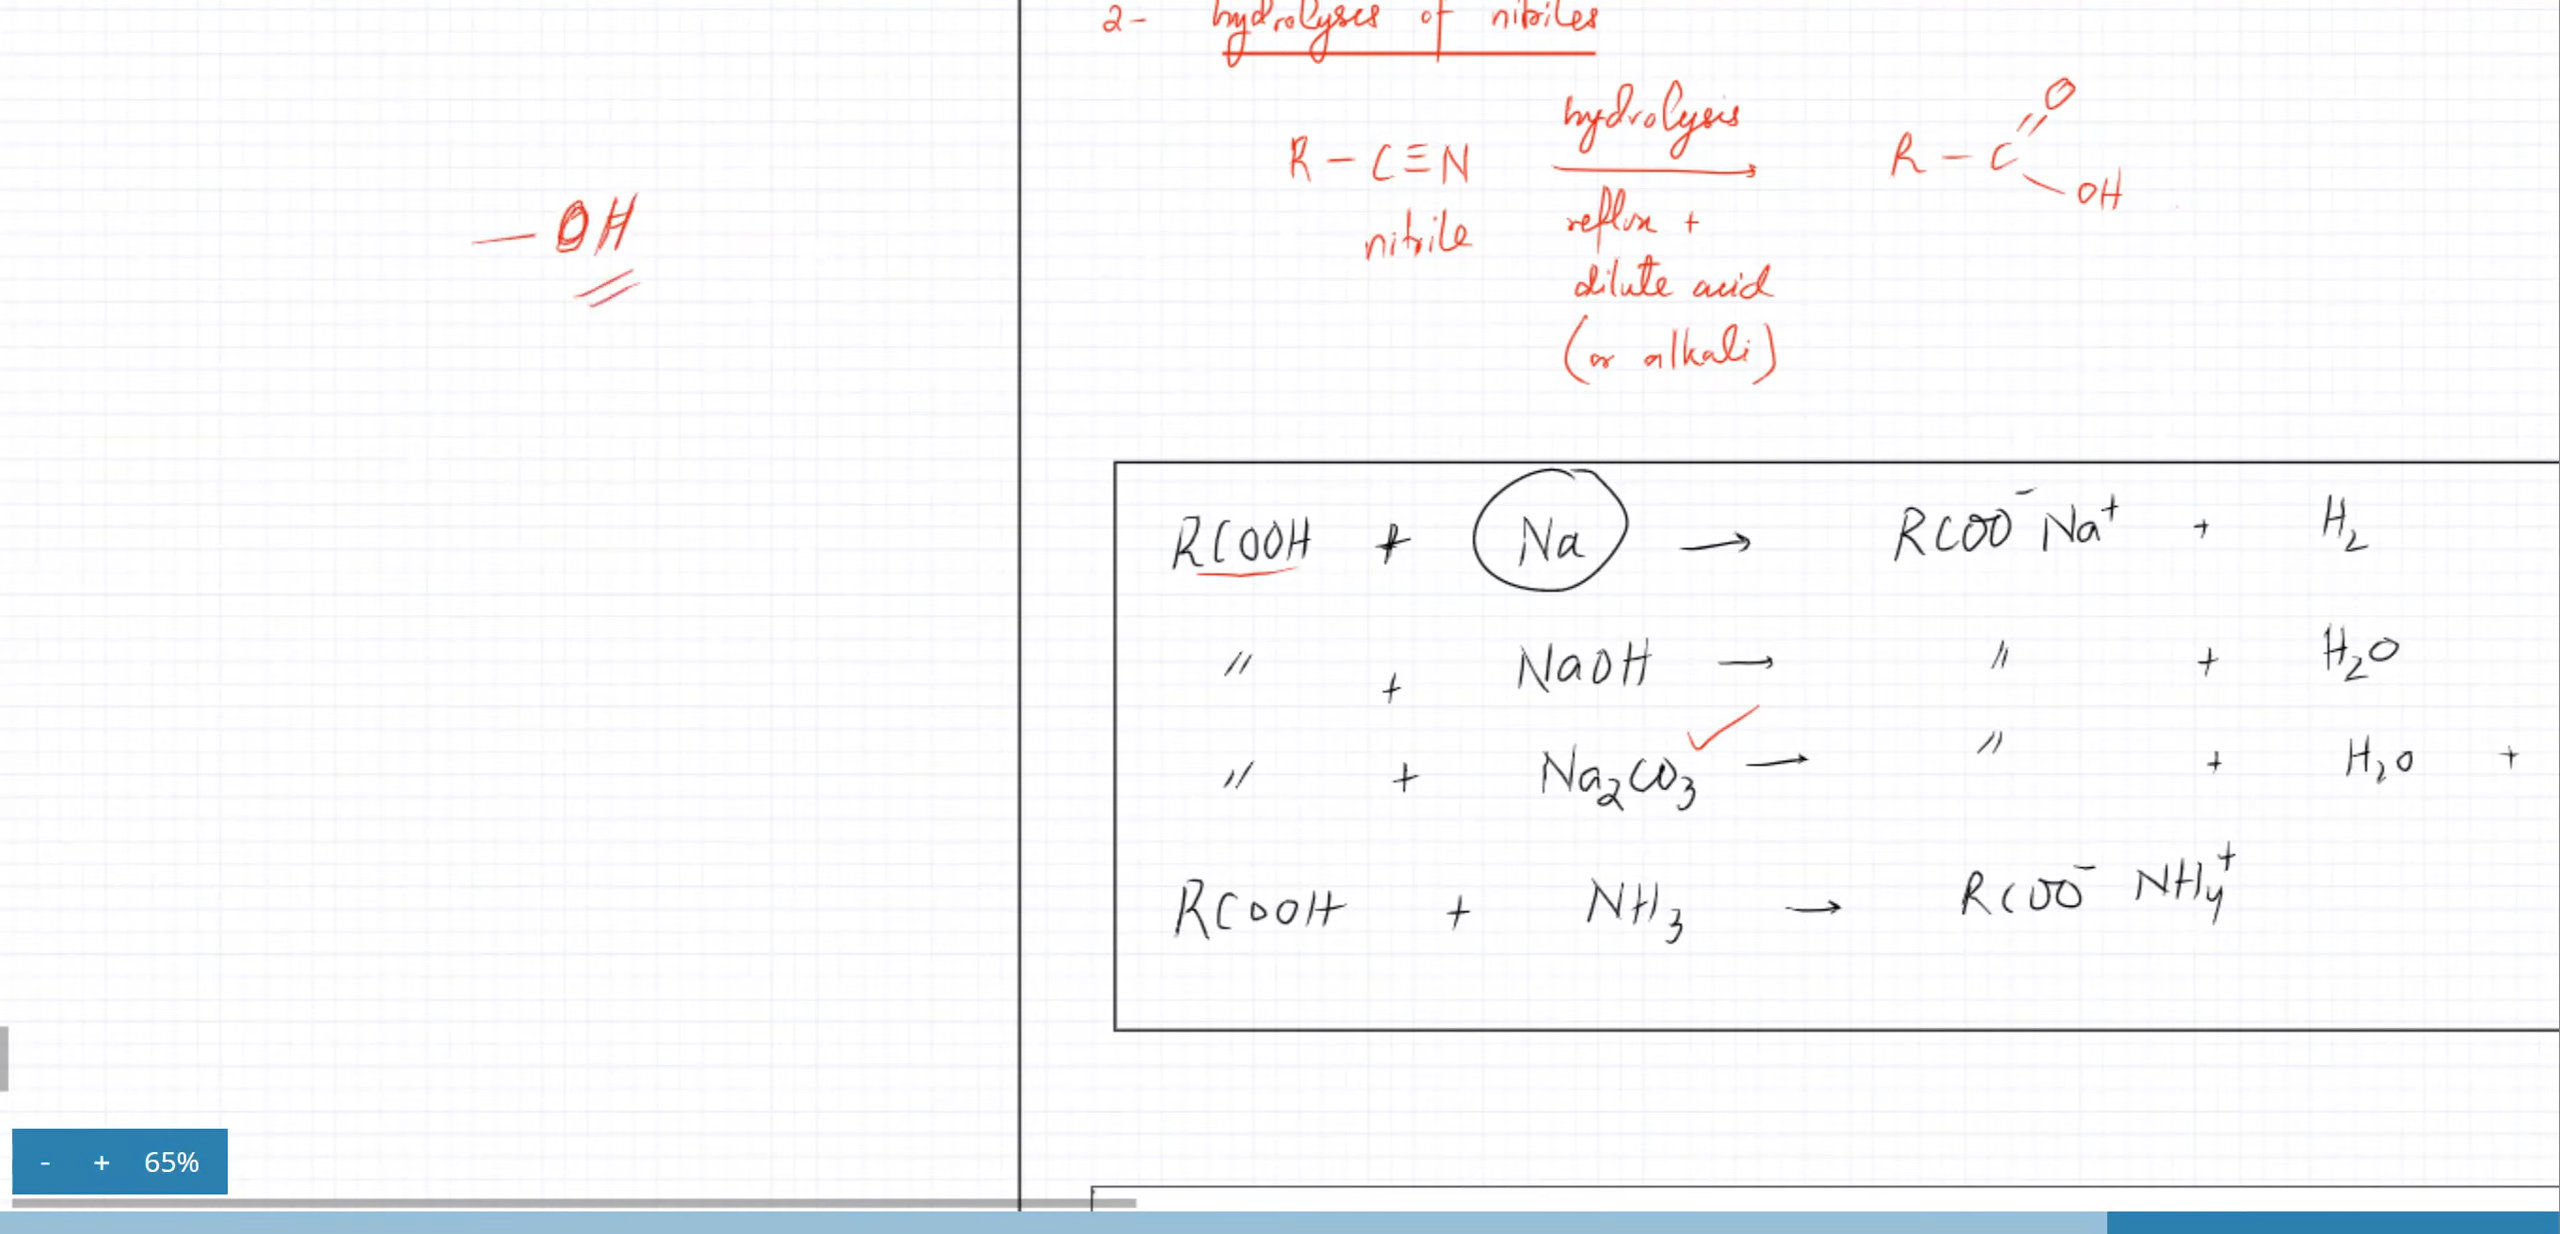 2- hydrolyses of nitriles
hydrolysis
R - C ≡ N → R - C = O
- OH
nitrile
reflux +
dilute acid
(or alkali)
- OH
RCOOH + Na → RCOO⁻ Na⁺ + H₂
〃 + NaOH → 〃 + H₂O
〃 + Na₂CO₃ → 〃 + H₂O +
RCOOH + NH₃ → RCOO⁻ NH₄⁺
- + 65%